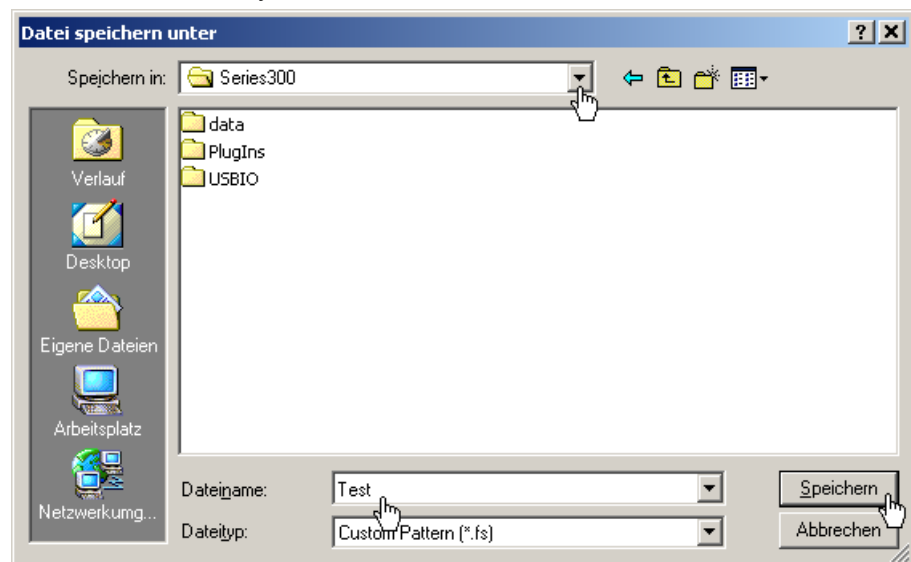 Datei speichern unter
Speichern in: Series300
data
PlugIns
USBIO
Verlauf
Desktop
Eigene Dateien
Arbeitsplatz
Netzwerkumg...
Dateiname: Test Speichern
Dateityp: Custom Pattern (*.fs) Abbrechen